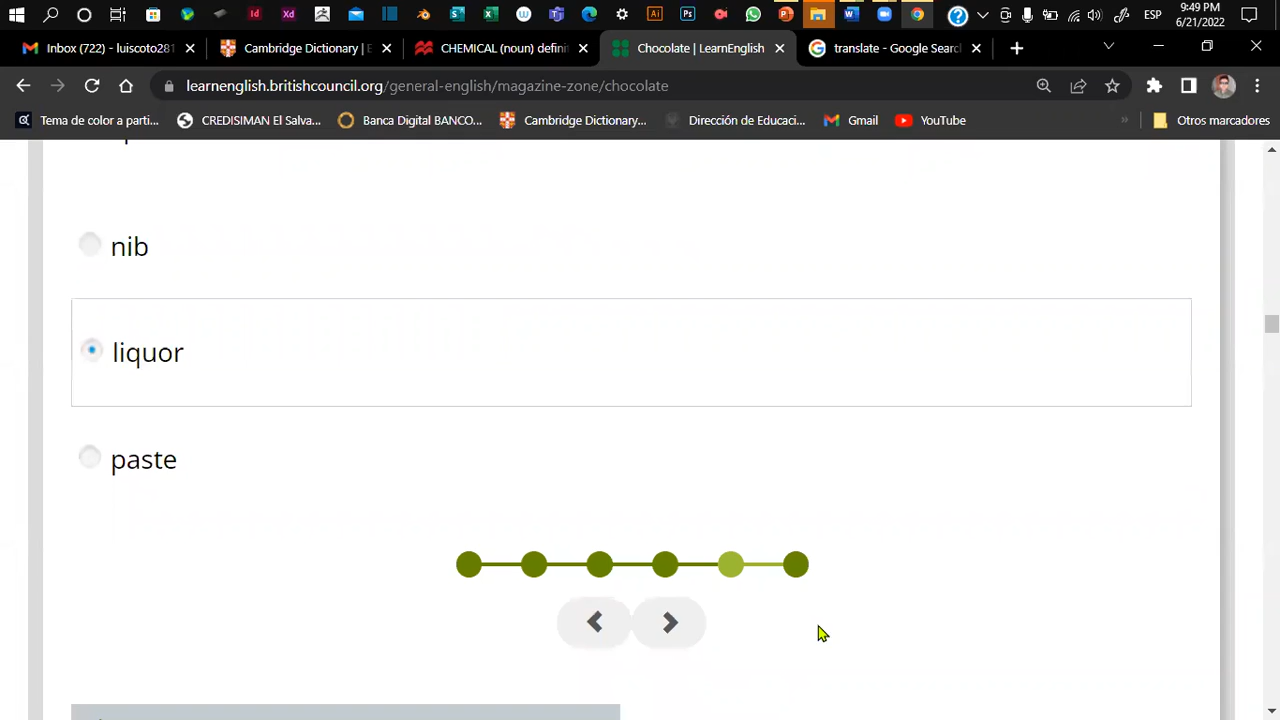 ESP
9:49 PM
6/21/2022
Inbox (722) - luiscoto281
Cambridge Dictionary | E
CHEMICAL (noun) defini
Chocolate | LearnEnglish
translate - Google Searc
learnenglish.britishcouncil.org/general-english/magazine-zone/chocolate
Tema de color a parti...
CREDISIMAN El Salva...
Banca Digital BANCO...
Cambridge Dictionary...
Dirección de Educaci...
Gmail
YouTube
»
Otros marcadores
nib
liquor
paste